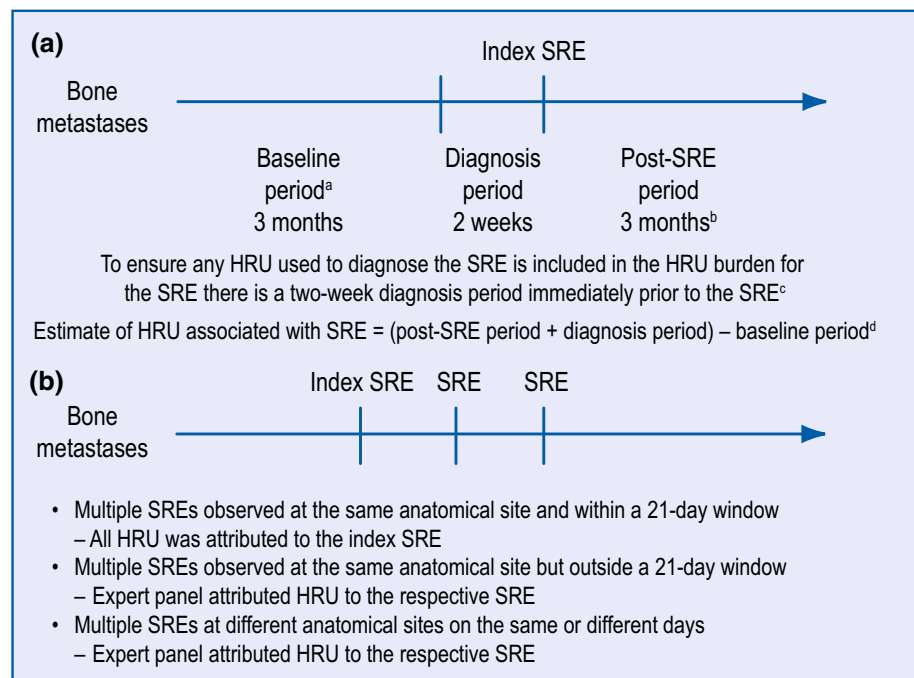 (a)
Index SRE
Bone
metastases
Baseline
periodᵃ
3 months
Diagnosis
period
2 weeks
Post-SRE
period
3 monthsᵇ
To ensure any HRU used to diagnose the SRE is included in the HRU burden for
the SRE there is a two-week diagnosis period immediately prior to the SREᶜ
Estimate of HRU associated with SRE = (post-SRE period + diagnosis period) – baseline periodᵈ
(b)
Index SRE SRE SRE
Bone
metastases
• Multiple SREs observed at the same anatomical site and within a 21-day window
– All HRU was attributed to the index SRE
• Multiple SREs observed at the same anatomical site but outside a 21-day window
– Expert panel attributed HRU to the respective SRE
• Multiple SREs at different anatomical sites on the same or different days
– Expert panel attributed HRU to the respective SRE